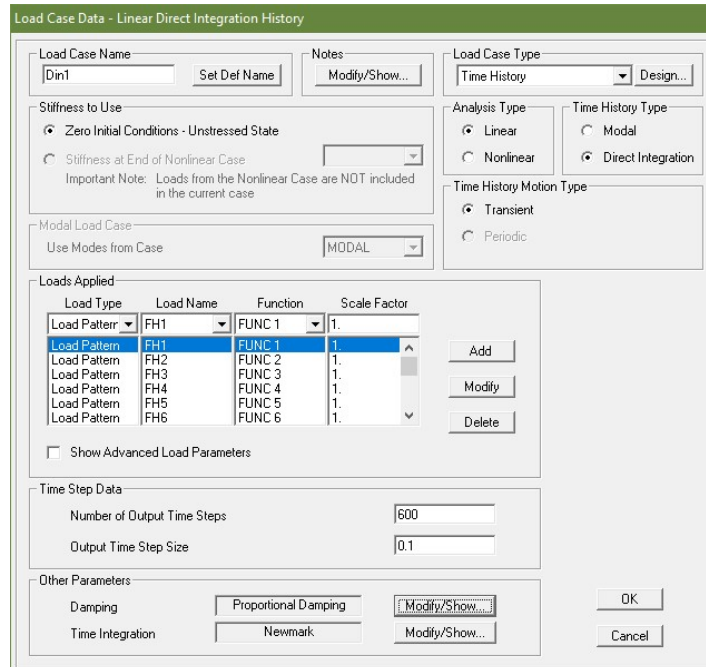 Load Case Data - Linear Direct Integration History
Load Case Name
Din1
Set Def Name
Notes
Modify/Show...
Load Case Type
Time History
Design...
Stiffness to Use
Zero Initial Conditions - Unstressed State
Stiffness at End of Nonlinear Case
Important Note: Loads from the Nonlinear Case are NOT included
in the current case
Analysis Type
Linear
Nonlinear
Time History Type
Modal
Direct Integration
Time History Motion Type
Transient
Periodic
Modal Load Case
Use Modes from Case
MODAL
Loads Applied
Load Type Load Name Function Scale Factor
Load Pattern FH1 FUNC 1 1.
Load Pattern FH1 FUNC 1 1.
Load Pattern FH2 FUNC 2 1.
Load Pattern FH3 FUNC 3 1.
Load Pattern FH4 FUNC 4 1.
Load Pattern FH5 FUNC 5 1.
Load Pattern FH6 FUNC 6 1.
Add
Modify
Delete
Show Advanced Load Parameters
Time Step Data
Number of Output Time Steps 600
Output Time Step Size 0.1
Other Parameters
Damping Proportional Damping Modify/Show...
Time Integration Newmark Modify/Show...
OK
Cancel